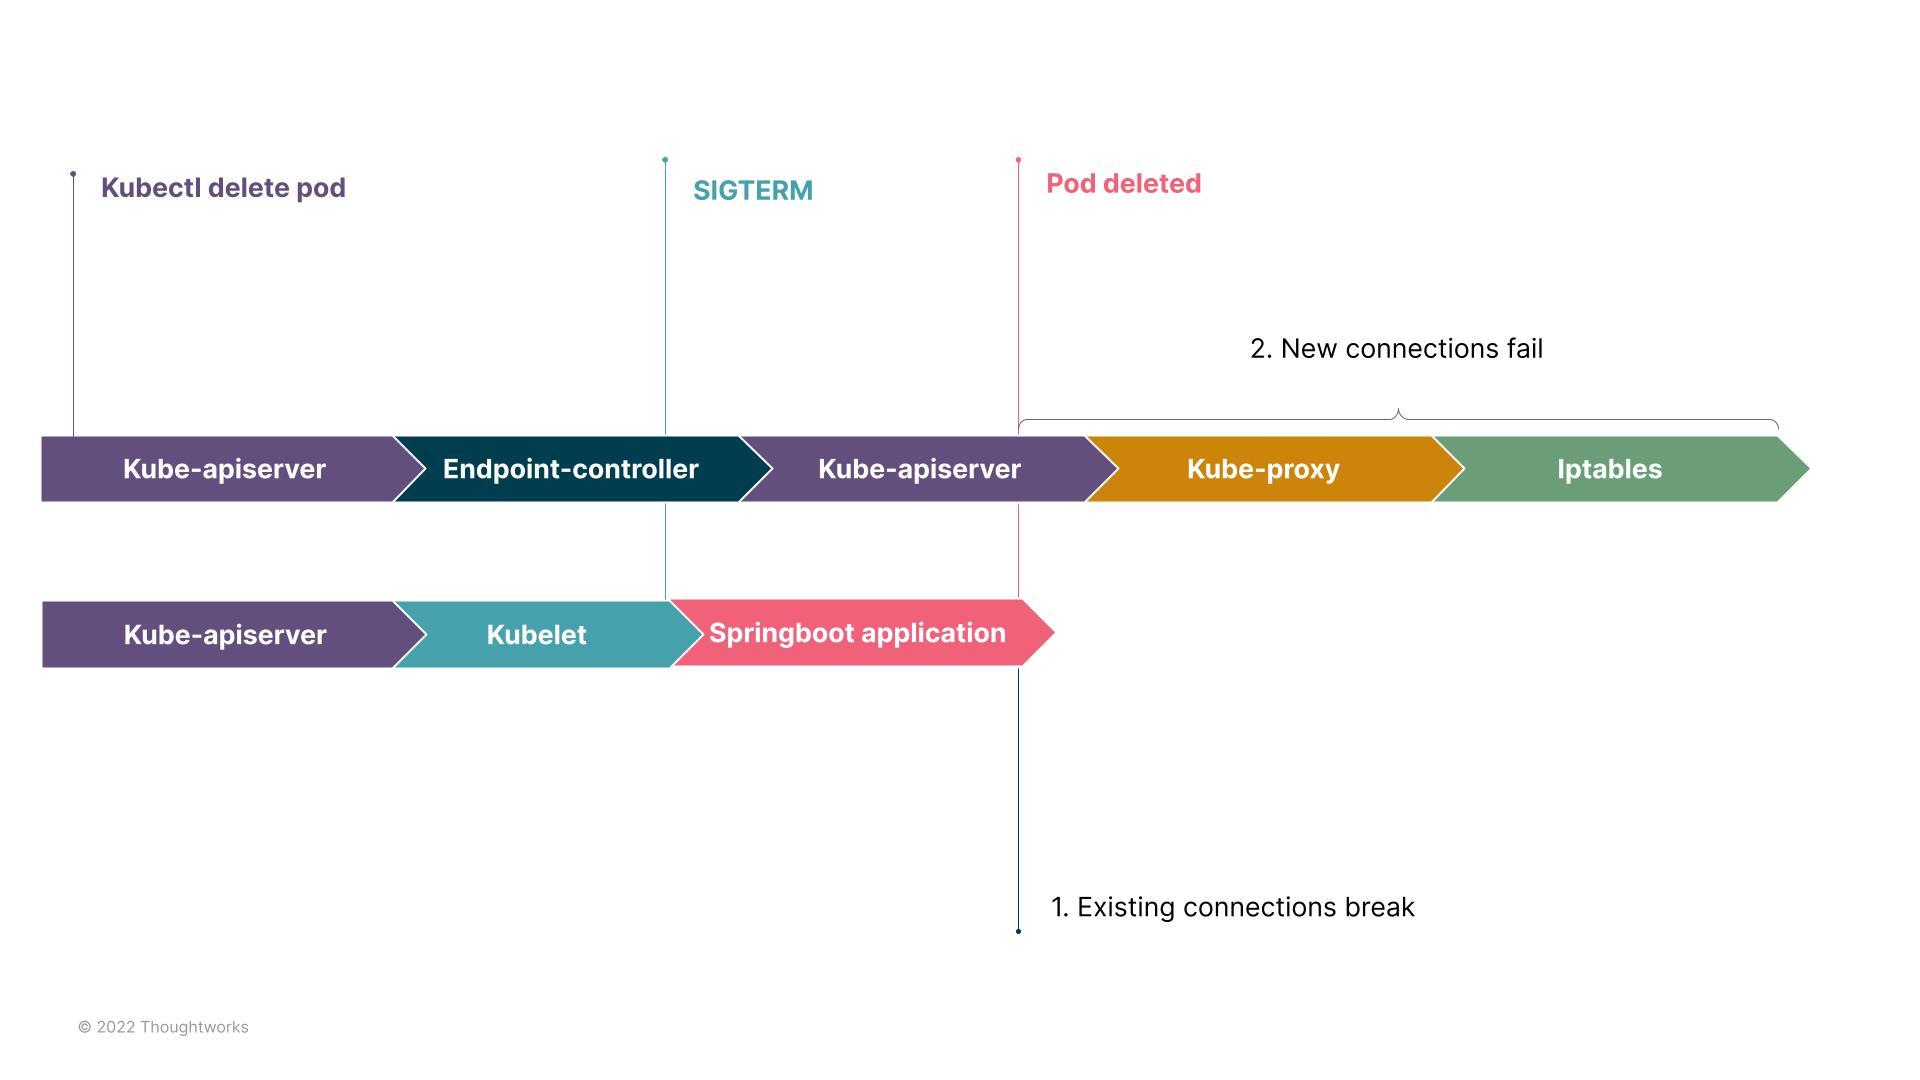 Kubectl delete pod
SIGTERM
Pod deleted
2. New connections fail
Kube-apiserver
Endpoint-controller
Kube-apiserver
Kube-proxy
Iptables
Kube-apiserver
Kubelet
Springboot application
1. Existing connections break
© 2022 Thoughtworks